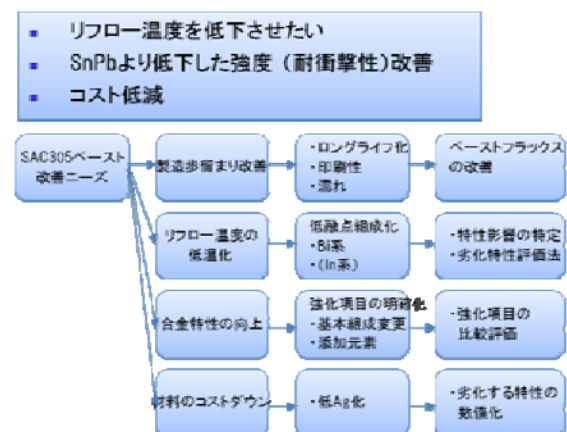 ▪ リフロー温度を低下させたい
▪ SnPbより低下した強度（耐衝撃性）改善
▪ コスト低減
SAC305ペースト
改善ニーズ
製造歩留まり改善
・ロングライフ化
・印刷性
・濡れ
ペーストフラックス
の改善
リフロー温度の
低温化
低融点組成化
・Bi系
・(In系)
・特性影響の特定
・劣化特性評価法
合金特性の向上
強化項目の明確化
・基本組成変更
・添加元素
・強化項目の
比較評価
材料のコストダウン
・低Ag化
・劣化する特性の
数値化